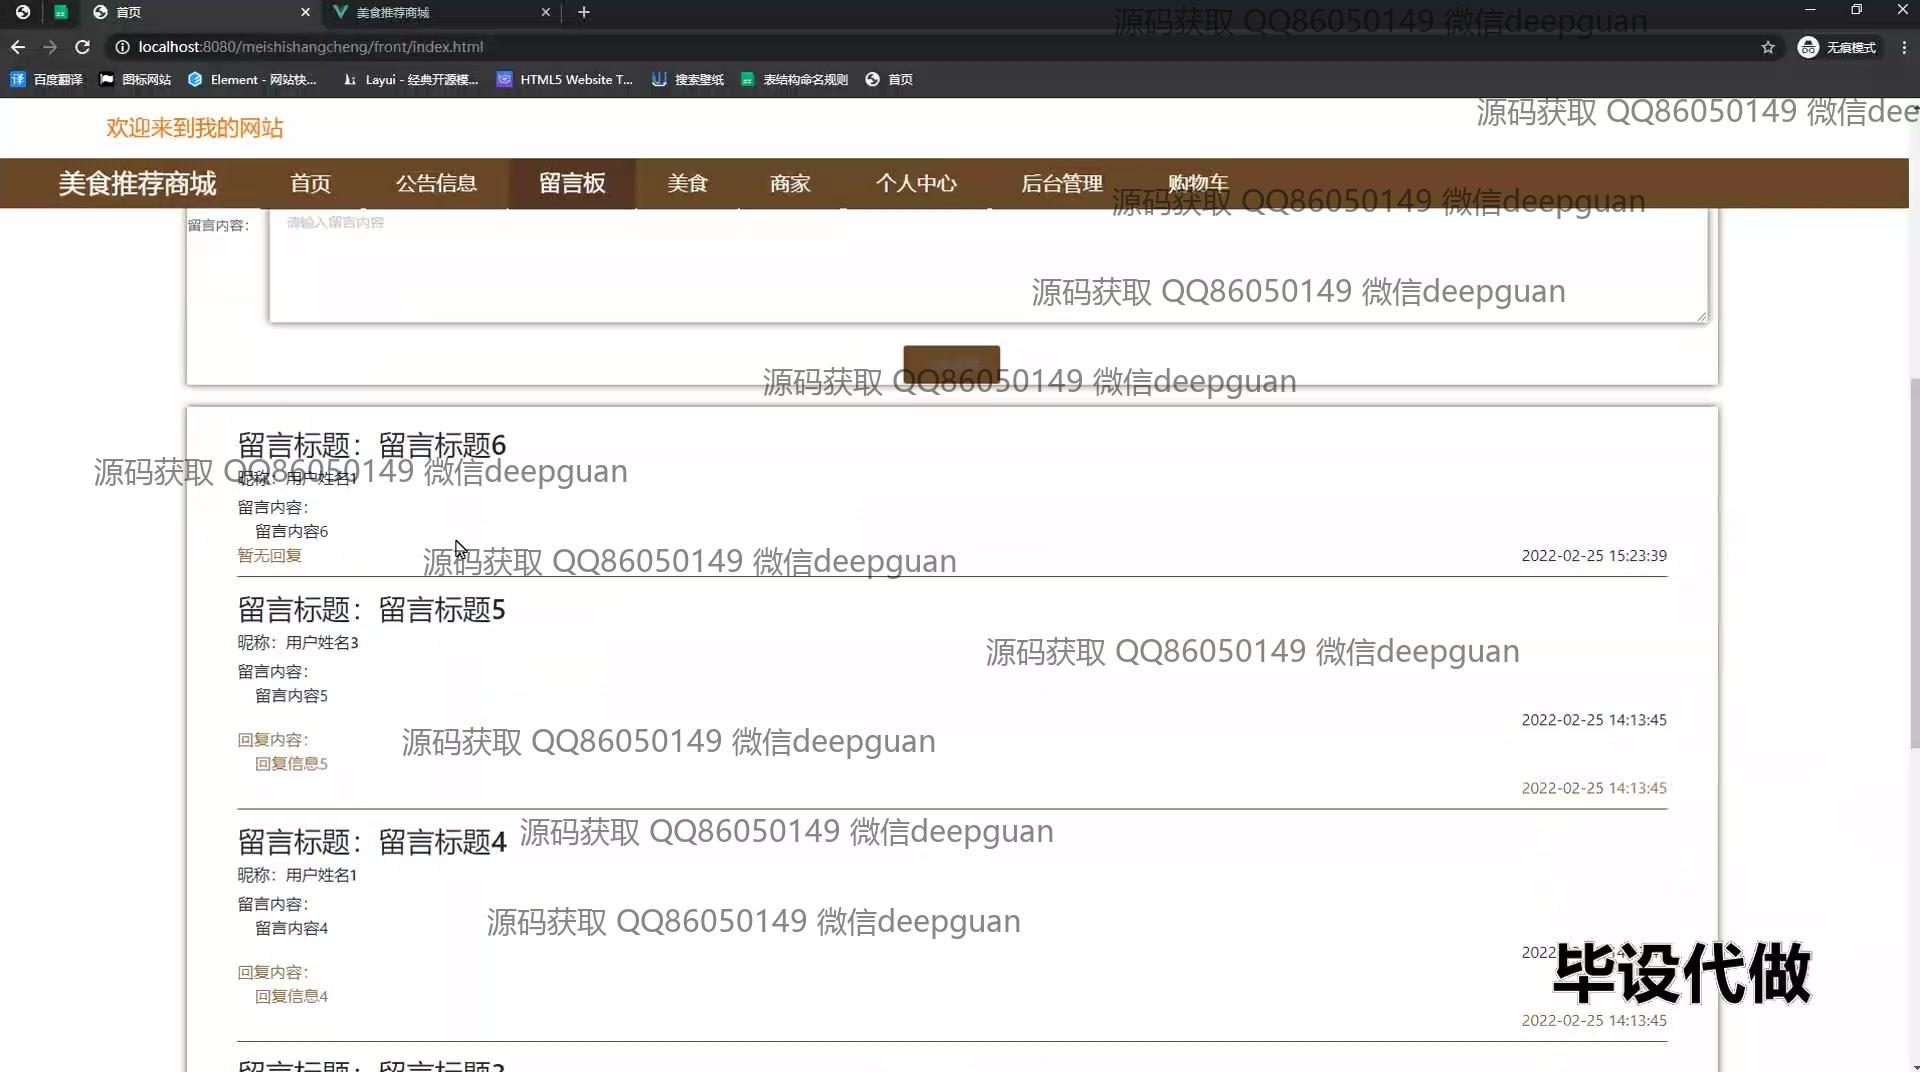 首页
美食推荐商城
localhost:8080/meishishangcheng/front/index.html
无痕模式
百度翻译
图标网站
Element - 网站快...
Layui - 经典开源模...
HTML5 Website T...
搜索壁纸
表结构命名规则
首页
源码获取 QQ86050149 微信deepguan
源码获取 QQ86050149 微信dee
欢迎来到我的网站
美食推荐商城
首页
公告信息
留言板
美食
商家
个人中心
后台管理
购物车
源码获取 QQ86050149 微信deepguan
留言内容：
请输入留言内容
源码获取 QQ86050149 微信deepguan
源码获取 QQ86050149 微信deepguan
留言标题：留言标题6
源码获取 QQ86050149 微信deepguan
昵称：用户姓名1
留言内容：
留言内容6
暂无回复
2022-02-25 15:23:39
源码获取 QQ86050149 微信deepguan
留言标题：留言标题5
昵称：用户姓名3
源码获取 QQ86050149 微信deepguan
留言内容：
留言内容5
2022-02-25 14:13:45
回复内容：
源码获取 QQ86050149 微信deepguan
回复信息5
2022-02-25 14:13:45
留言标题：留言标题4
源码获取 QQ86050149 微信deepguan
昵称：用户姓名1
留言内容：
留言内容4
源码获取 QQ86050149 微信deepguan
2022
回复内容：
毕设代做
回复信息4
2022-02-25 14:13:45